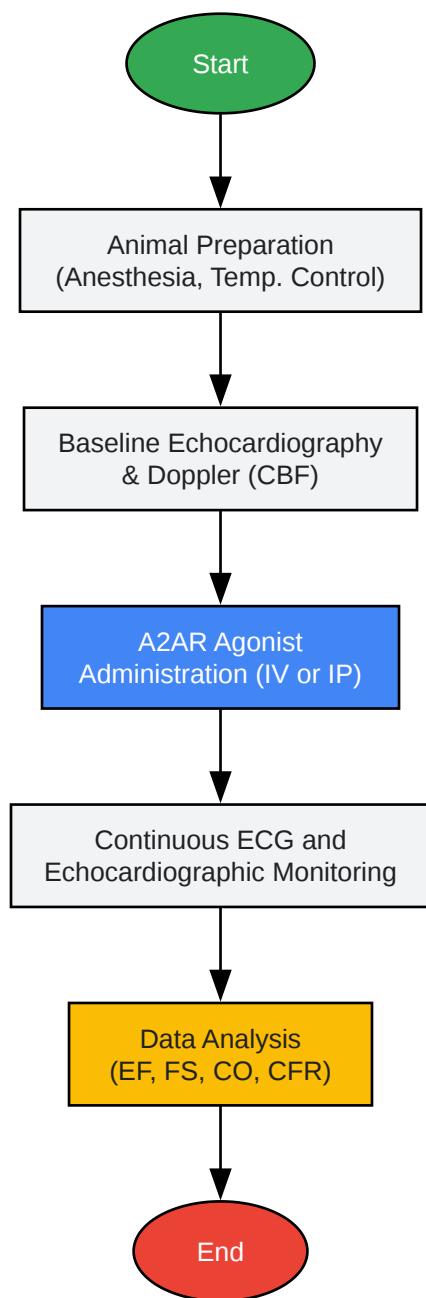 Start
Animal Preparation
(Anesthesia, Temp. Control)
Baseline Echocardiography
& Doppler (CBF)
A2AR Agonist
Administration (IV or IP)
Continuous ECG and
Echocardiographic Monitoring
Data Analysis
(EF, FS, CO, CFR)
End